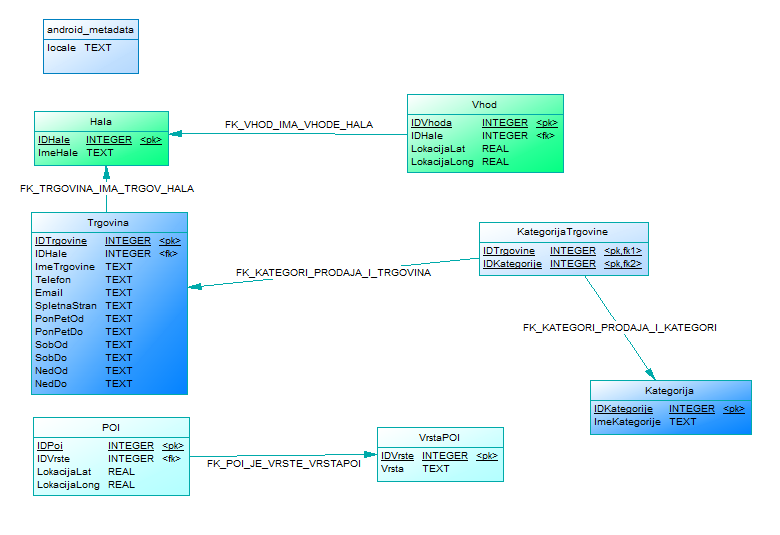 android_metadata
locale TEXT
Hala
IDHale INTEGER <pk>
ImeHale TEXT
FK_VHOD_IMA_VHODE_HALA
Vhod
IDVhoda INTEGER <pk>
IDHale INTEGER <fk>
LokacijaLat REAL
LokacijaLong REAL
FK_TRGOVINA_IMA_TRGOV_HALA
Trgovina
IDTrgovine INTEGER <pk>
IDHale INTEGER <fk>
ImeTrgovine TEXT
Telefon TEXT
Email TEXT
SpletnaStran TEXT
PonPetOd TEXT
PonPetDo TEXT
SobOd TEXT
SobDo TEXT
NedOd TEXT
NedDo TEXT
FK_KATEGORI_PRODAJA_I_TRGOVINA
KategorijaTrgovine
IDTrgovine INTEGER <pk,fk1>
IDKategorije INTEGER <pk,fk2>
FK_KATEGORI_PRODAJA_I_KATEGORI
Kategorija
IDKategorije INTEGER <pk>
ImeKategorije TEXT
POI
IDPoi INTEGER <pk>
IDVrste INTEGER <fk>
LokacijaLat REAL
LokacijaLong REAL
FK_POI_JE_VRSTE_VRSTAPOI
VrstaPOI
IDVrste INTEGER <pk>
Vrsta TEXT